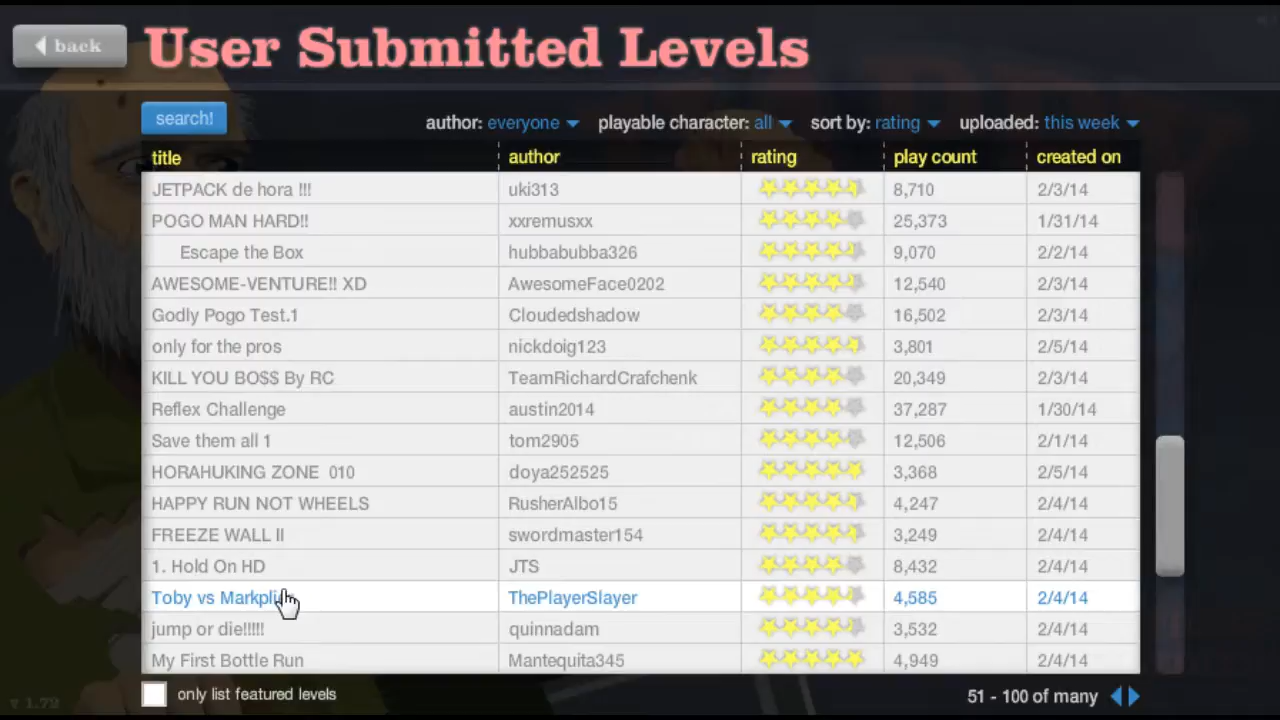 back
User Submitted Levels
search!
author: everyone playable character: all sort by: rating uploaded: this week
title author rating play count created on
JETPACK de hora !!! uki313 8,710 2/3/14
POGO MAN HARD!! xxremusxx 25,373 1/31/14
Escape the Box hubbabubba326 9,070 2/2/14
AWESOME-VENTURE!! XD AwesomeFace0202 12,540 2/3/14
Godly Pogo Test.1 Cloudedshadow 16,502 2/3/14
only for the pros nickdoig123 3,801 2/5/14
KILL YOU BO$$ By RC TeamRichardCrafchenk 20,349 2/3/14
Reflex Challenge austin2014 37,287 1/30/14
Save them all 1 tom2905 12,506 2/1/14
HORAHUKING ZONE 010 doya252525 3,368 2/5/14
HAPPY RUN NOT WHEELS RusherAlbo15 4,247 2/4/14
FREEZE WALL II swordmaster154 3,249 2/4/14
1. Hold On HD JTS 8,432 2/4/14
Toby vs ThePlayerSlayer 4,585 2/4/14
jump or die!!!!! quinnadam 3,532 2/4/14
My First Bottle Run Mantequita345 4,949 2/4/14
only list featured levels 51 - 100 of many
v 1.72